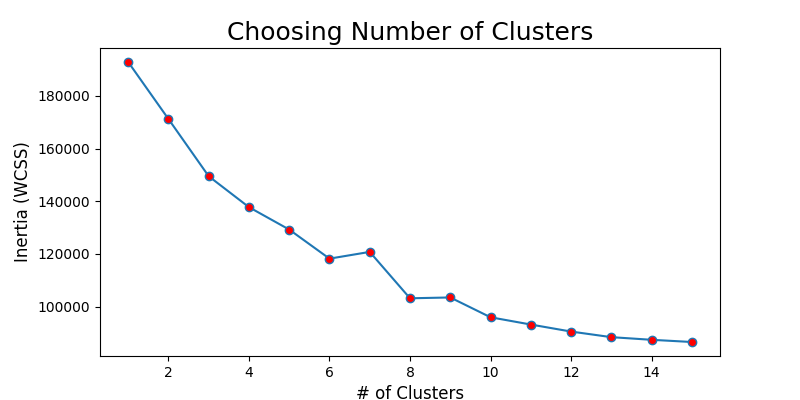 Choosing Number of Clusters
Inertia (WCSS)
180000
160000
140000
120000
100000
2 4 6 8 10 12 14
# of Clusters